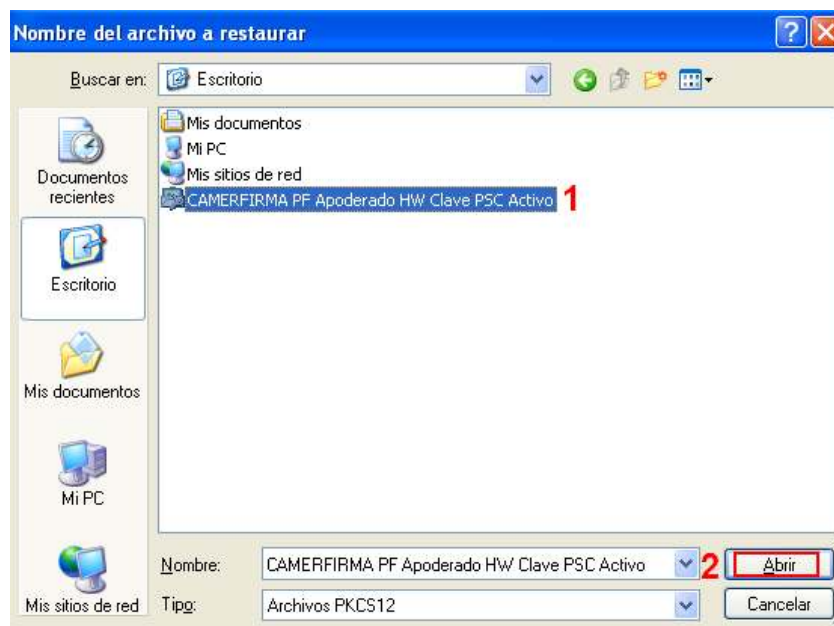 Nombre del archivo a restaurar
Buscar en: Escritorio
Mis documentos
Mi PC
Mis sitios de red
CAMERFIRMA PF Apoderado HW Clave PSC Activo 1
Documentos
recientes
Escritorio
Mis documentos
Mi PC
Mis sitios de red
Nombre: CAMERFIRMA PF Apoderado HW Clave PSC Activo 2 Abrir
Tipo: Archivos PKCS12 Cancelar